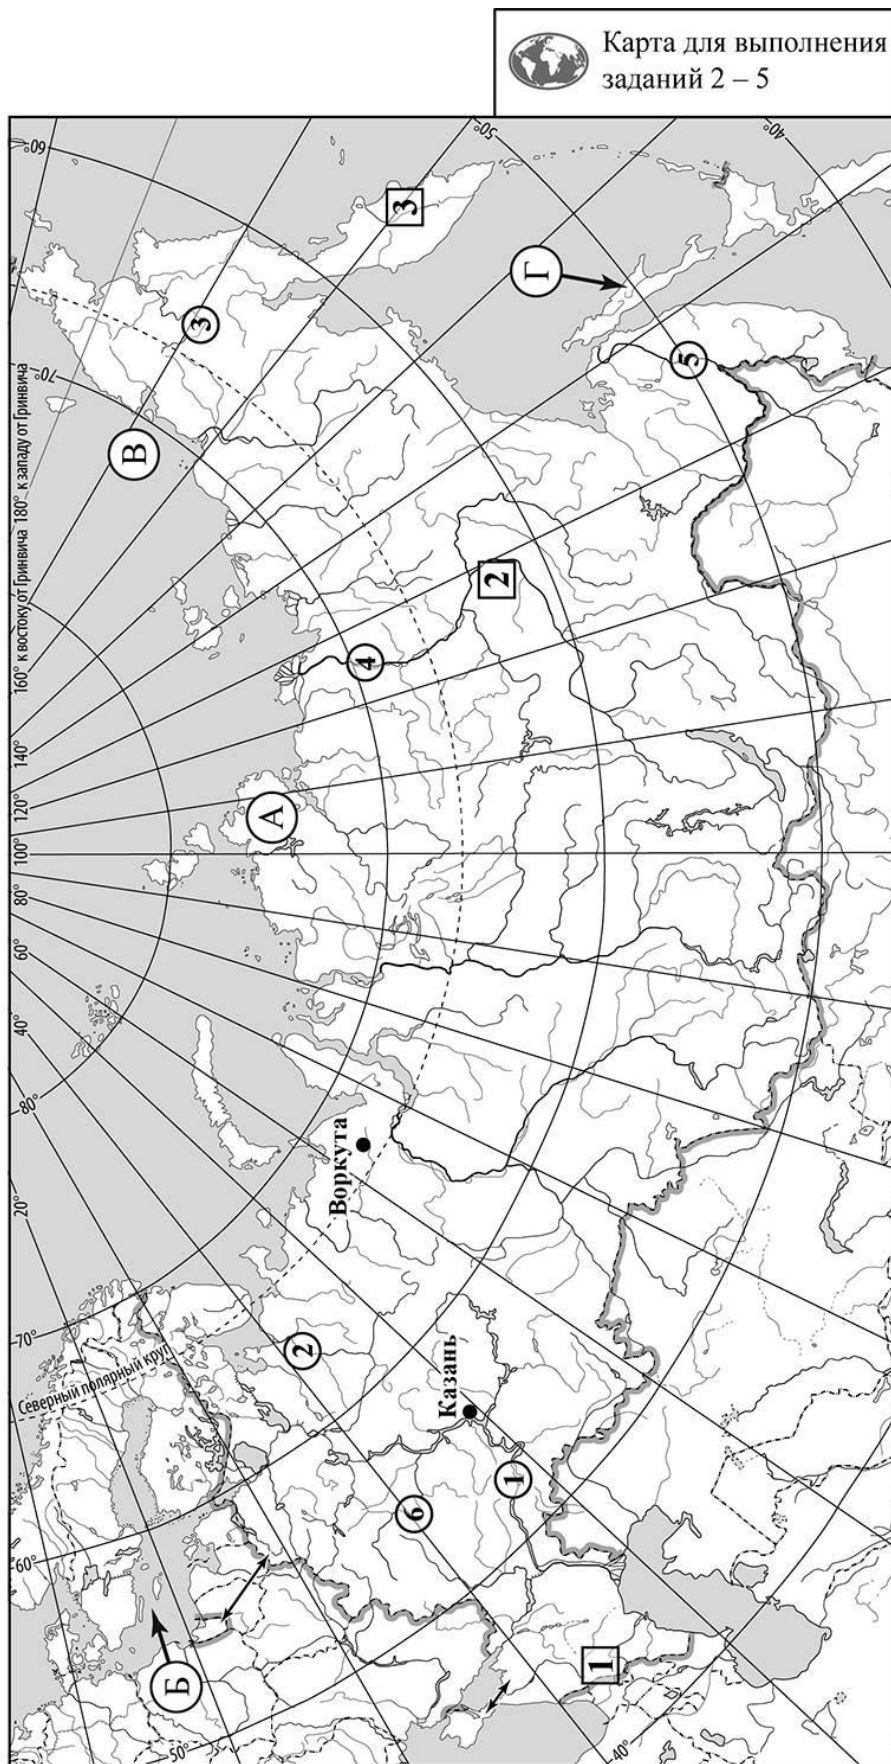 Карта для выполнения
заданий 2 – 5
60°
50°
40°
3
Г
3
70°
5
В
160° к востоку от Гринвича 180° к западу от Гринвича
2
4
140°
120°
А
100°
80°
60°
40°
80°
Воркута
20°
70°
2
Северный полярный круг
Казань
1
6
60°
Б
1
50°
40°